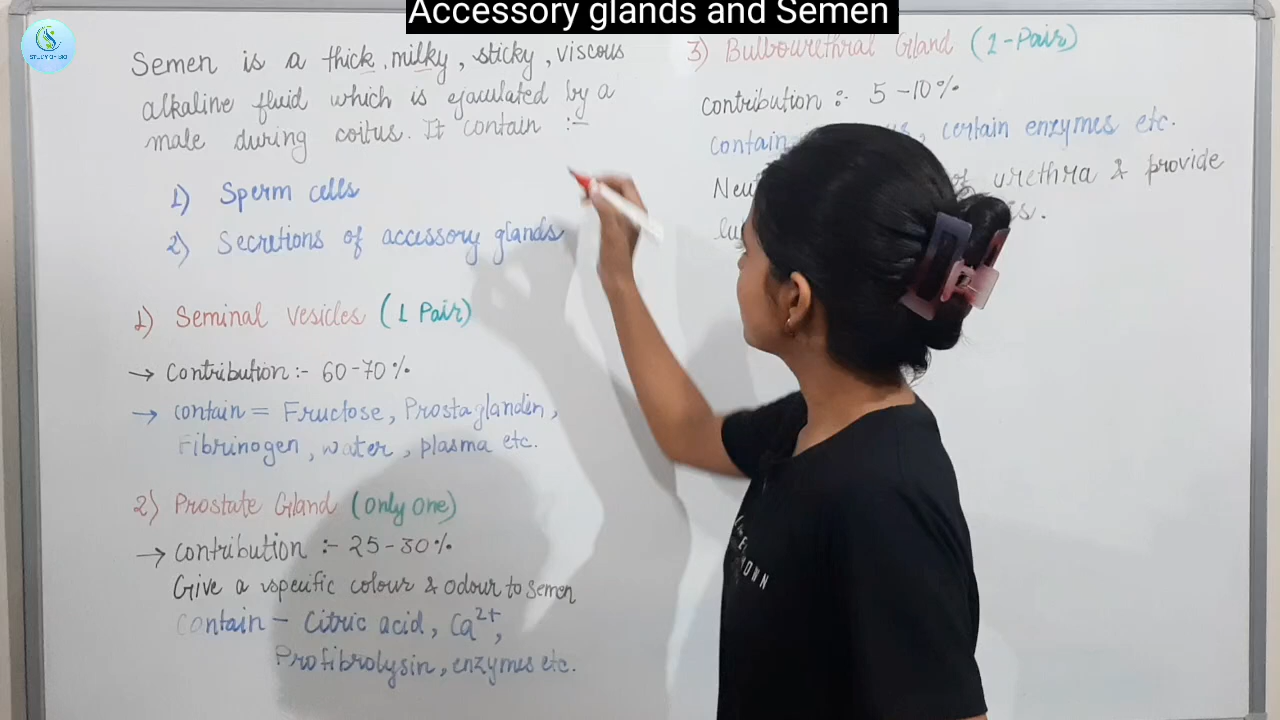 Accessory glands and Semen
Semen is a thick, milky, sticky, viscous
alkaline fluid which is ejaculated by a
male during coitus. It contain :-
1) Sperm cells
2) Secretions of accessory glands
1) Seminal vesicles (1 Pair)
→ Contribution :- 60-70%
→ contain = Fructose, Prostaglandin,
Fibrinogen, water, plasma etc.
2) Prostate Gland (only one)
→ contribution :- 25-30%
Give a specific colour & odour to semen
Contain - Citric acid, Ca²⁺,
Profibrolysin, enzymes etc.
3) Bulbourethral Gland (1-Pair)
contribution :- 5-10%
contain certain enzymes etc.
of urethra & provide